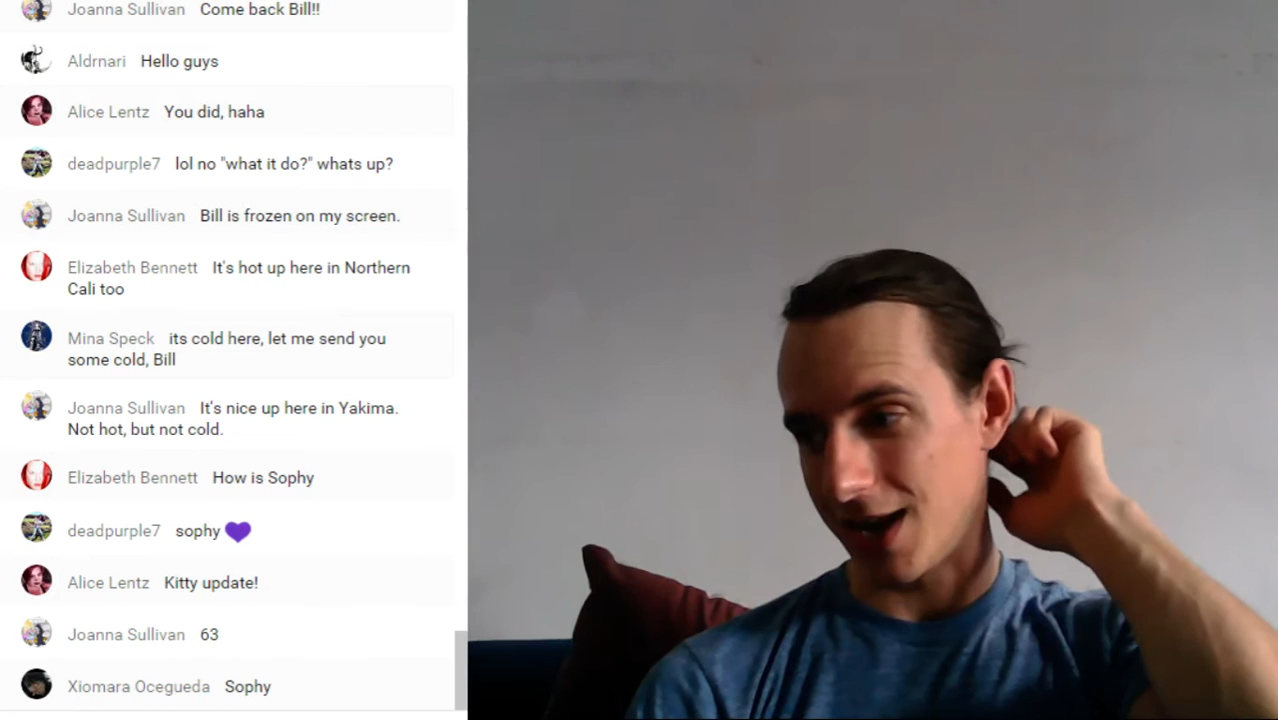 Joanna Sullivan Come back Bill!!
Aldrnari Hello guys
Alice Lentz You did, haha
deadpurple7 lol no "what it do?" whats up?
Joanna Sullivan Bill is frozen on my screen.
Elizabeth Bennett It's hot up here in Northern
Cali too
Mina Speck its cold here, let me send you
some cold, Bill
Joanna Sullivan It's nice up here in Yakima.
Not hot, but not cold.
Elizabeth Bennett How is Sophy
deadpurple7 sophy 💜
Alice Lentz Kitty update!
Joanna Sullivan 63
Xiomara Ocegueda Sophy